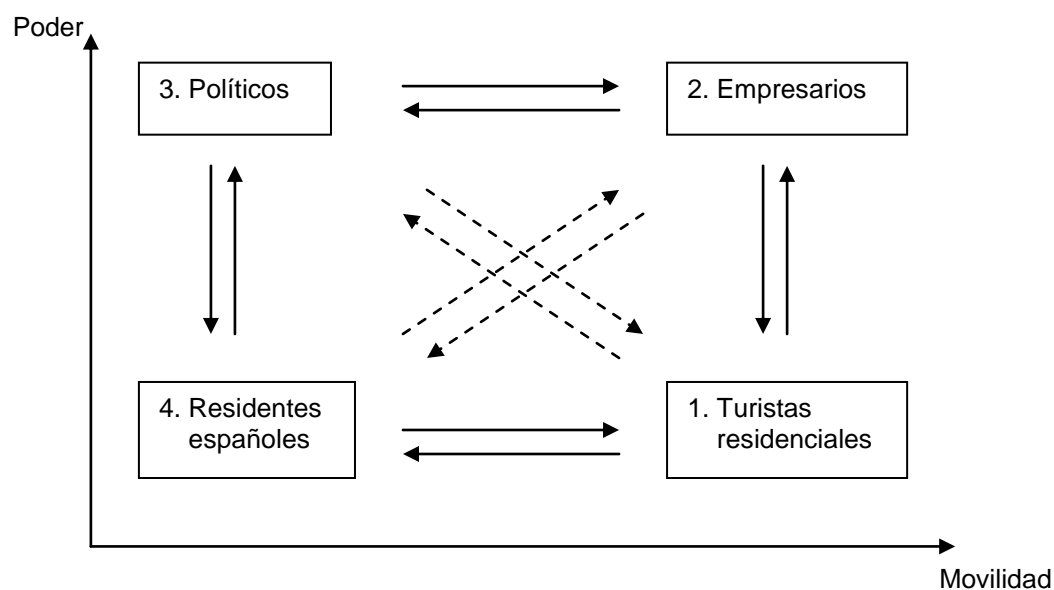 Poder
3. Políticos
2. Empresarios
4. Residentes
españoles
1. Turistas
residenciales
Movilidad